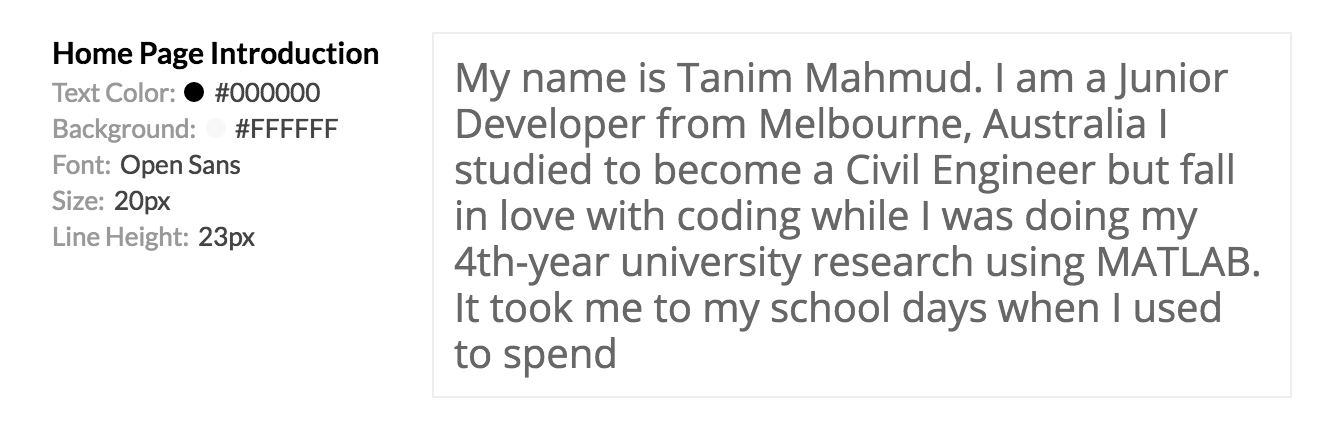 Home Page Introduction
Text Color: #000000
Background: #FFFFFF
Font: Open Sans
Size: 20px
Line Height: 23px
My name is Tanim Mahmud. I am a Junior
Developer from Melbourne, Australia I
studied to become a Civil Engineer but fall
in love with coding while I was doing my
4th-year university research using MATLAB.
It took me to my school days when I used
to spend